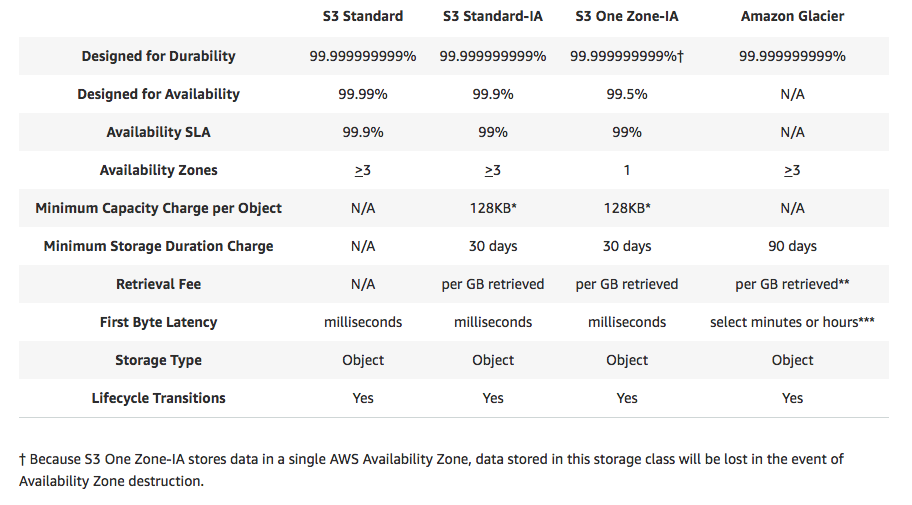 S3 Standard S3 Standard-IA S3 One Zone-IA Amazon Glacier
Designed for Durability 99.999999999% 99.999999999% 99.999999999%† 99.999999999%
Designed for Availability 99.99% 99.9% 99.5% N/A
Availability SLA 99.9% 99% 99% N/A
Availability Zones ≥3 ≥3 1 ≥3
Minimum Capacity Charge per Object N/A 128KB* 128KB* N/A
Minimum Storage Duration Charge N/A 30 days 30 days 90 days
Retrieval Fee N/A per GB retrieved per GB retrieved per GB retrieved**
First Byte Latency milliseconds milliseconds milliseconds select minutes or hours***
Storage Type Object Object Object Object
Lifecycle Transitions Yes Yes Yes Yes
† Because S3 One Zone-IA stores data in a single AWS Availability Zone, data stored in this storage class will be lost in the event of
Availability Zone destruction.